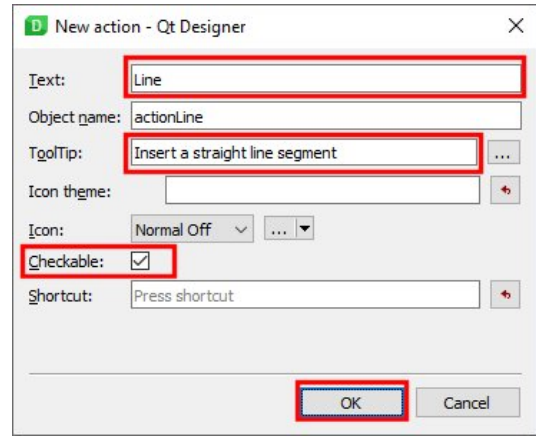 D New action - Qt Designer
Text: Line
Object name: actionLine
ToolTip: Insert a straight line segment ...
Icon theme:
Icon: Normal Off ...
Checkable:
Shortcut: Press shortcut
OK Cancel